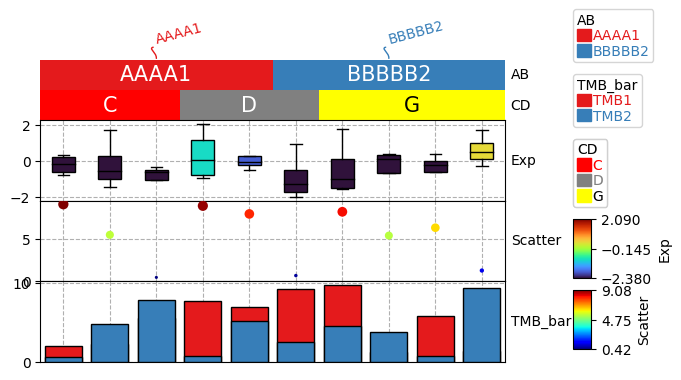 AAAA1 BBBBB2
AAAA1 BBBBB2 AB
C D G CD
2
0
−2
Exp
5
0
Scatter
10
0
TMB_bar
AB
AAAA1
BBBBB2
TMB_bar
TMB1
TMB2
CD
C
D
G
2.090
−0.145
−2.380
Exp
9.08
4.75
0.42
Scatter